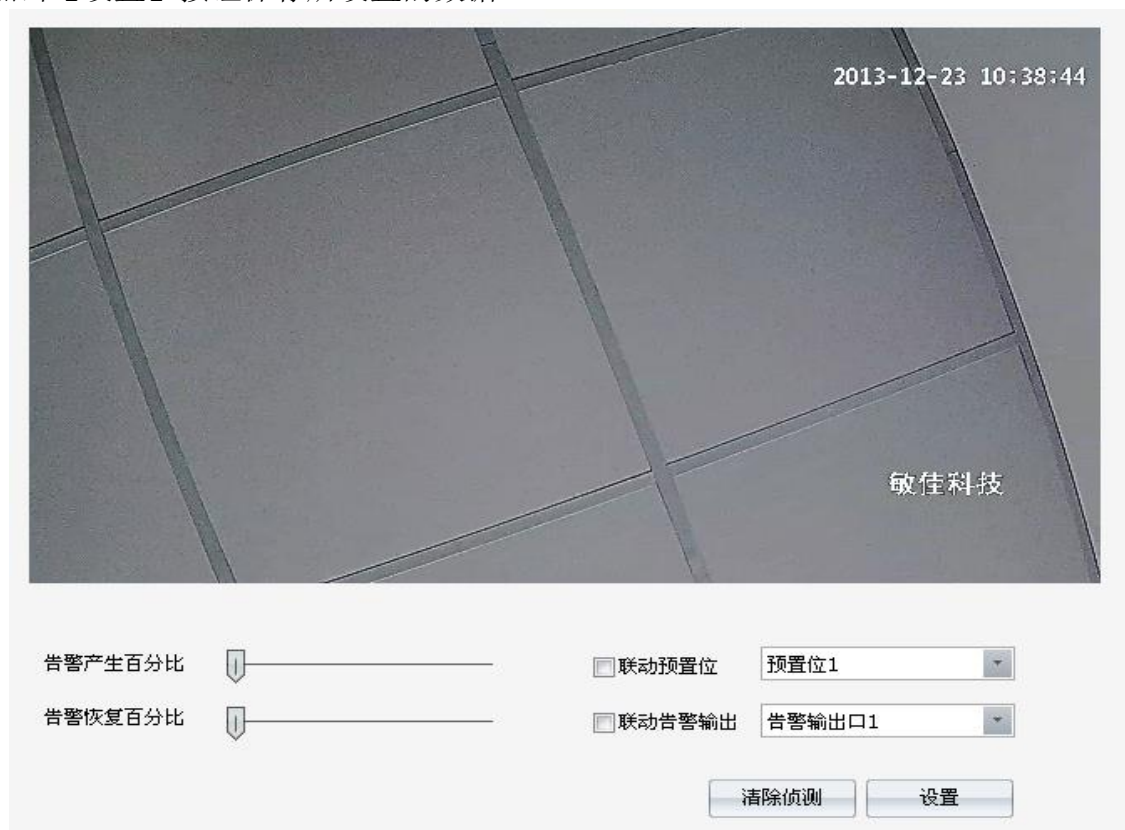 2013-12-23 10:38:44
敏佳科技
告警产生百分比
联动预置位 预置位1
告警恢复百分比
联动告警输出 告警输出口1
清除侦测 设置